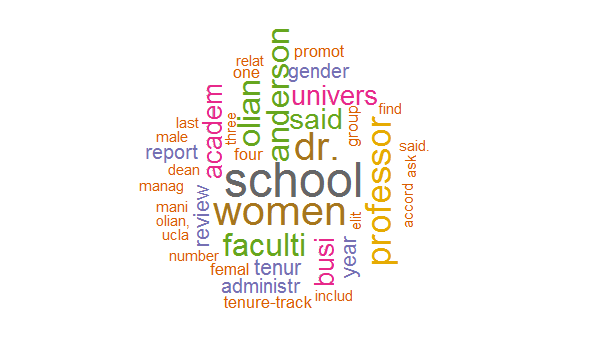 promot
relat
one
gender
anderson
olian
academ
univers
last
male
three
said
group
find
report
four
dr.
professor
said.
dean
school
ask
manag
mani
women
accord
olian,
review
elit
ucla
faculti
busi
year
number
femal
tenur
administr
includ
tenure-track